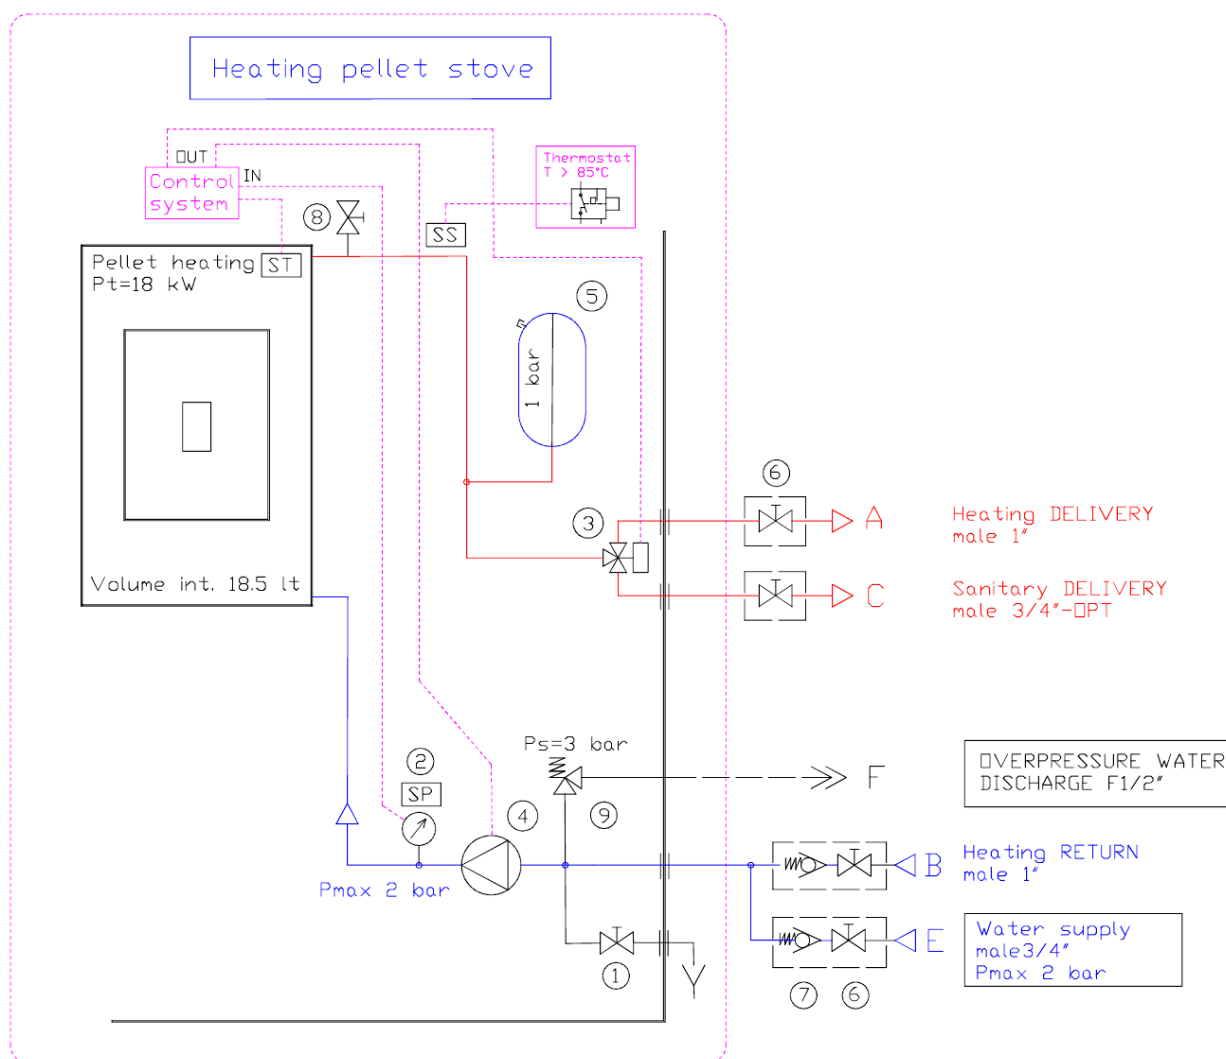 Heating pellet stove
OUT
IN
Control
system
Thermostat
T > 85°C
8
SS
Pellet heating
ST
Pt=18 kW
5
1 bar
6
3
A
Heating DELIVERY
male 1"
Volume int. 18.5 lt
C
Sanitary DELIVERY
male 3/4"-OPT
Ps=3 bar
2
SP
F
OVERPRESSURE WATER
DISCHARGE F1/2"
4
9
Pmax 2 bar
B
Heating RETURN
male 1"
E
Water supply
male3/4"
Pmax 2 bar
1
7
6